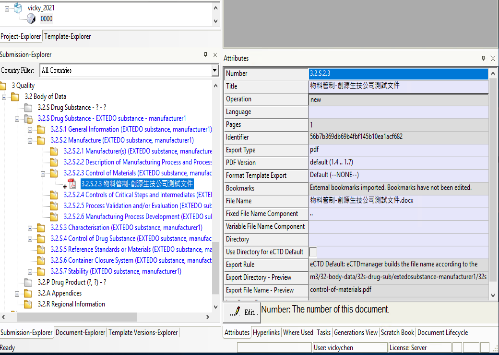 vicky_2021
0000
Project-Explorer Template-Explorer
Submission-Explorer
Country Filter: All Countries
3 Quality
3.2 Body of Data
3.2.S Drug Substance - ? - ?
3.2.S Drug Substance - EXTEDO substance - manufacturer1
3.2.S.1 General Information (EXTEDO substance, manufacturer1)
3.2.S.2 Manufacture (EXTEDO substance, manufacturer1)
3.2.S.2.1 Manufacturer(s) (EXTEDO substance, manufactur
3.2.S.2.2 Description of Manufacturing Process and Process
3.2.S.2.3 Control of Materials (EXTEDO substance, manufac
3.2.S.2.3 物料管制-創源生技公司測試文件
3.2.S.2.4 Controls of Critical Steps and Intermediates (EXTE
3.2.S.2.5 Process Validation and/or Evaluation (EXTEDO sub
3.2.S.2.6 Manufacturing Process Development (EXTEDO su
3.2.S.3 Characterisation (EXTEDO substance, manufacturer1)
3.2.S.4 Control of Drug Substance (EXTEDO substance, manufac
3.2.S.5 Reference Standards or Materials (EXTEDO substance, m
3.2.S.6 Container Closure System (EXTEDO substance, manufact
3.2.S.7 Stability (EXTEDO substance, manufacturer1)
3.2.P Drug Product (?, ?) - ?
3.2.A Appendices
3.2.R Regional Information
Submission-Explorer Document-Explorer Template Versions-Explorer
Attributes
Number 3.2.S.2.3
Title 物料管制-創源生技公司測試文件
Operation new
Language
Pages 1
Identifier
Export Type pdf
PDF Version default (1.4 .. 1.7)
Format Template Export Default (--NONE--)
Bookmarks External bookmarks imported. Bookmarks have not been edited.
File Name 物料管制-創源生技公司測試文件.docx
Fixed File Name Component ..
Variable File Name Component
Directory
Use Directory for eCTD Default
Export Rule eCTD Default: eCTDmanager builds the file name according to the
Export Directory - Preview m3/32-body-data/32s-drug-sub/extedosubstance-manufacturer1/32s
Export File Name - Preview control-of-materials.pdf
Edit... Number: The number of this document.
Attributes Hyperlinks Where Used Tasks Generations View Scratch Book Document Lifecycle
Ready User: vickychen License: Server